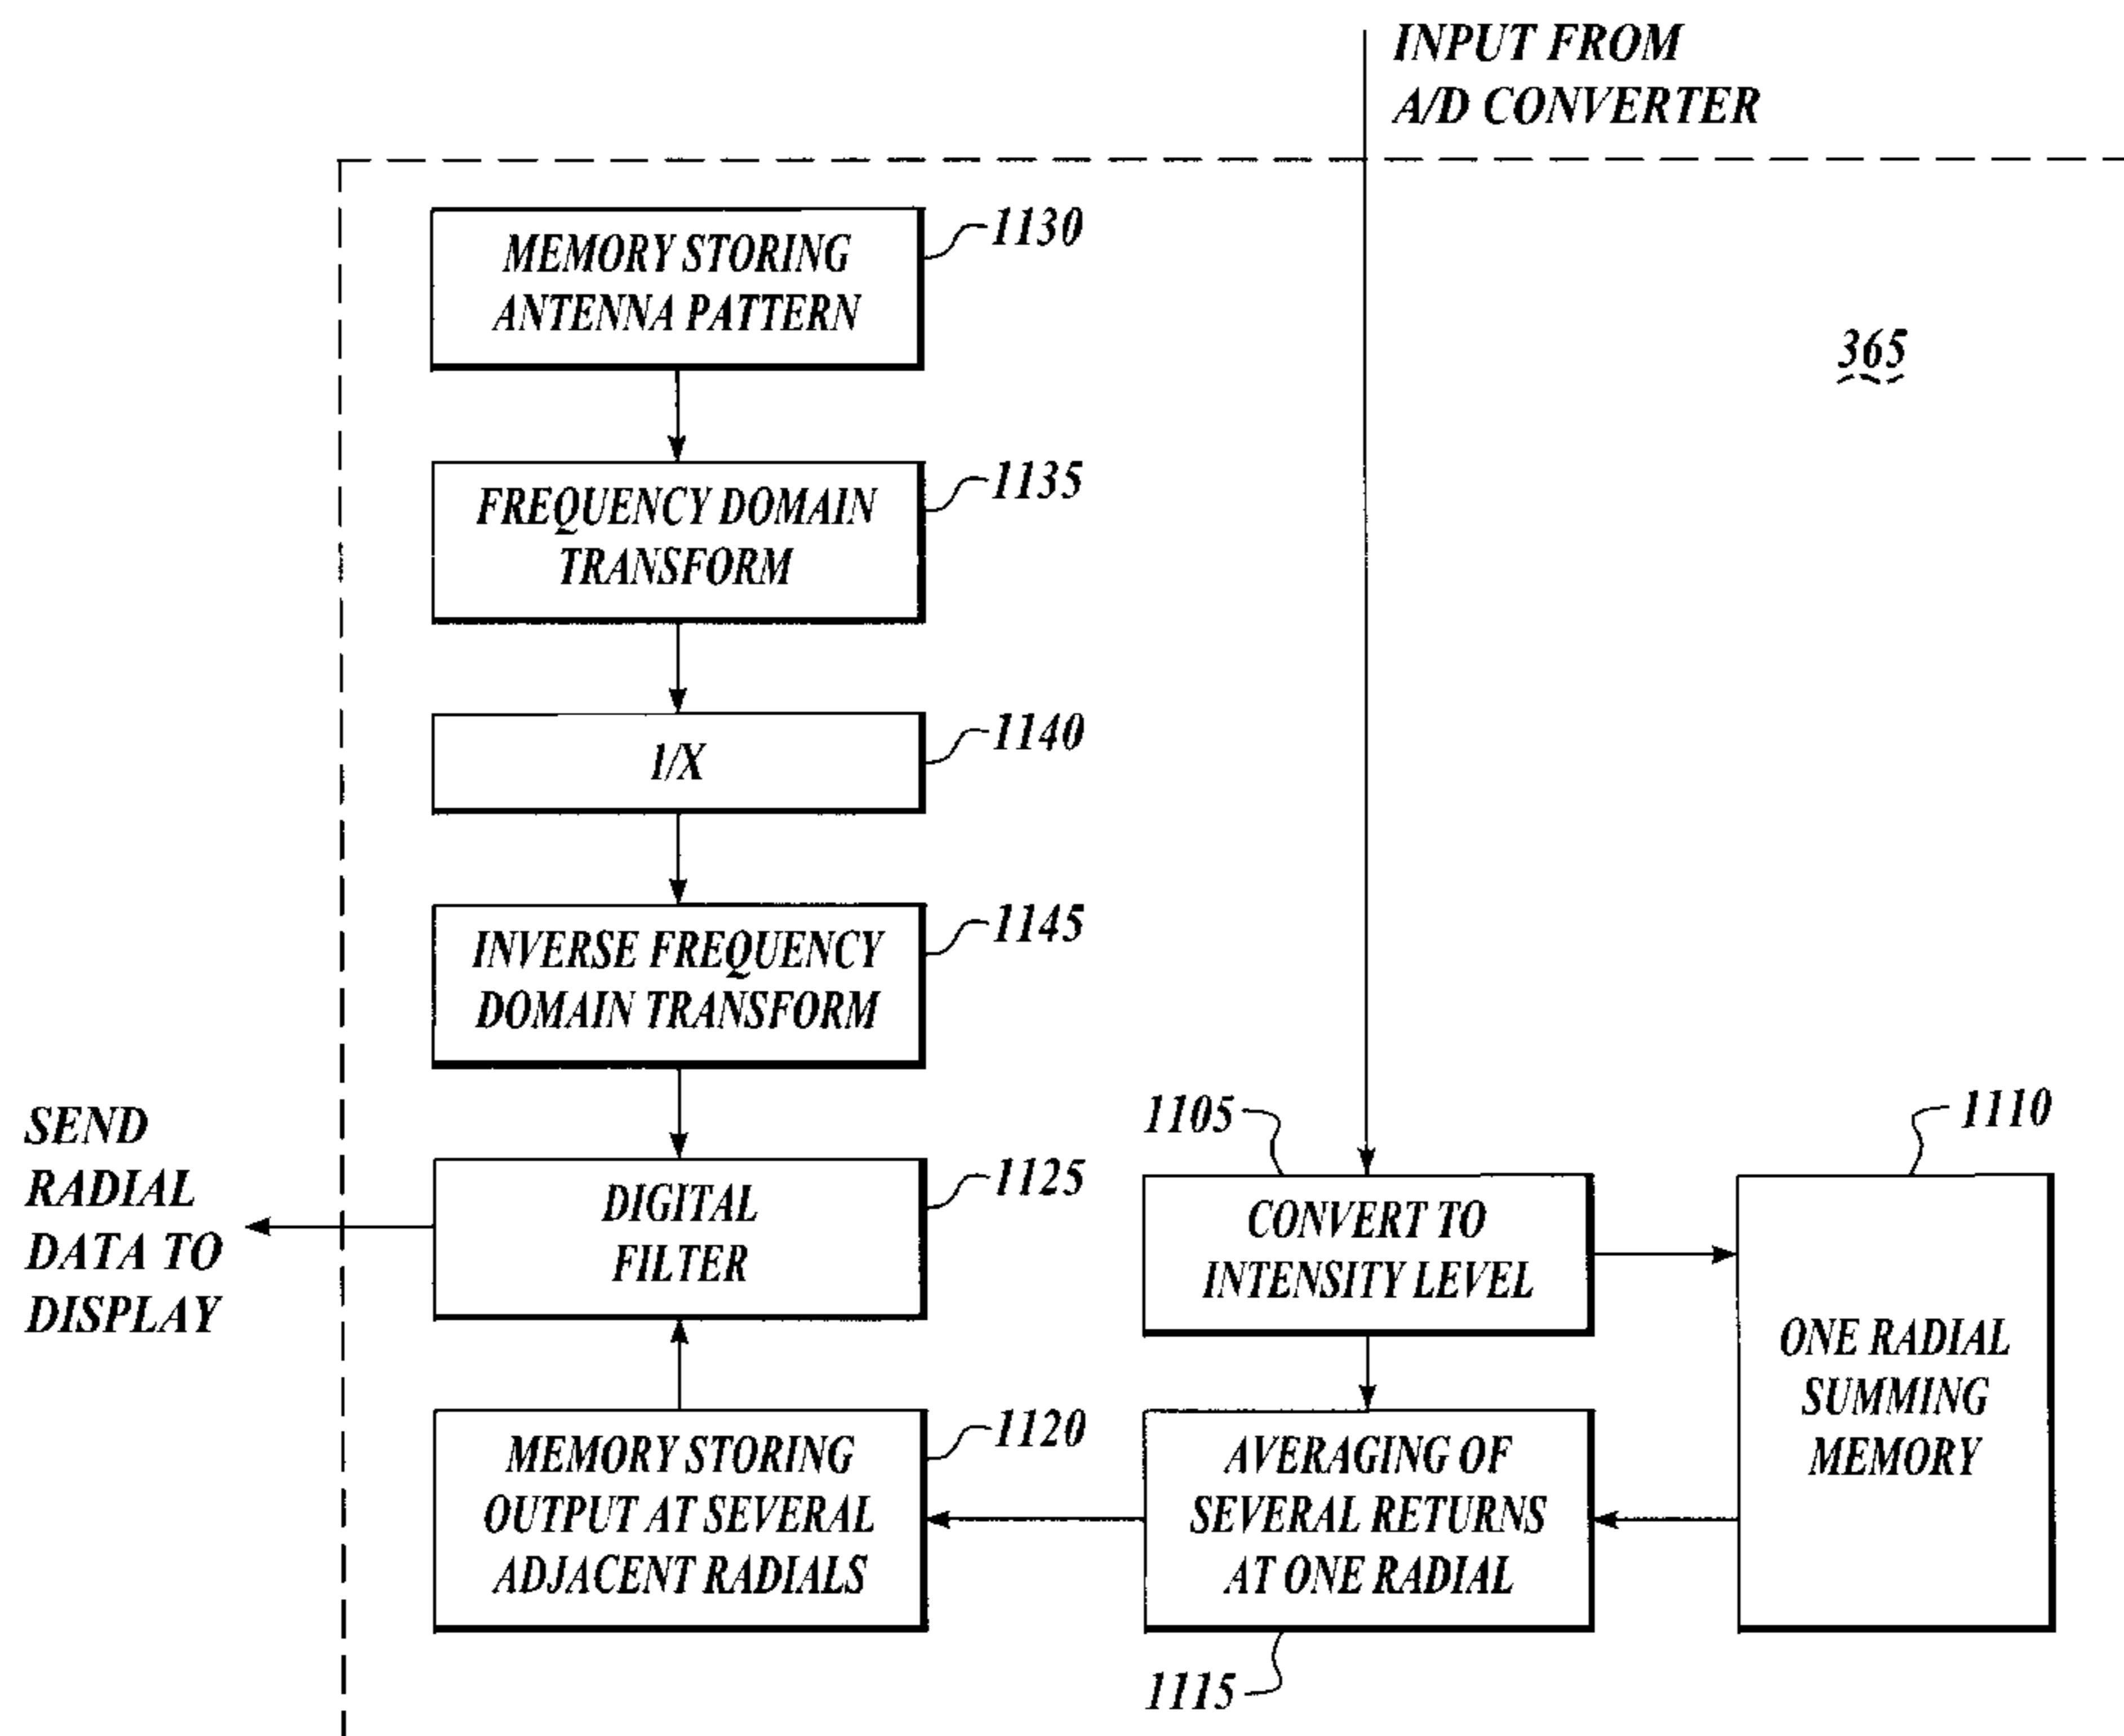 INPUT FROM
A/D CONVERTER
MEMORY STORING
ANTENNA PATTERN
1130
365
FREQUENCY DOMAIN
TRANSFORM
1135
1/X
1140
INVERSE FREQUENCY
DOMAIN TRANSFORM
1145
SEND
RADIAL
DATA TO
DISPLAY
DIGITAL
FILTER
1125
1105
CONVERT TO
INTENSITY LEVEL
1110
ONE RADIAL
SUMMING
MEMORY
MEMORY STORING
OUTPUT AT SEVERAL
ADJACENT RADIALS
1120
AVERAGING OF
SEVERAL RETURNS
AT ONE RADIAL
1115